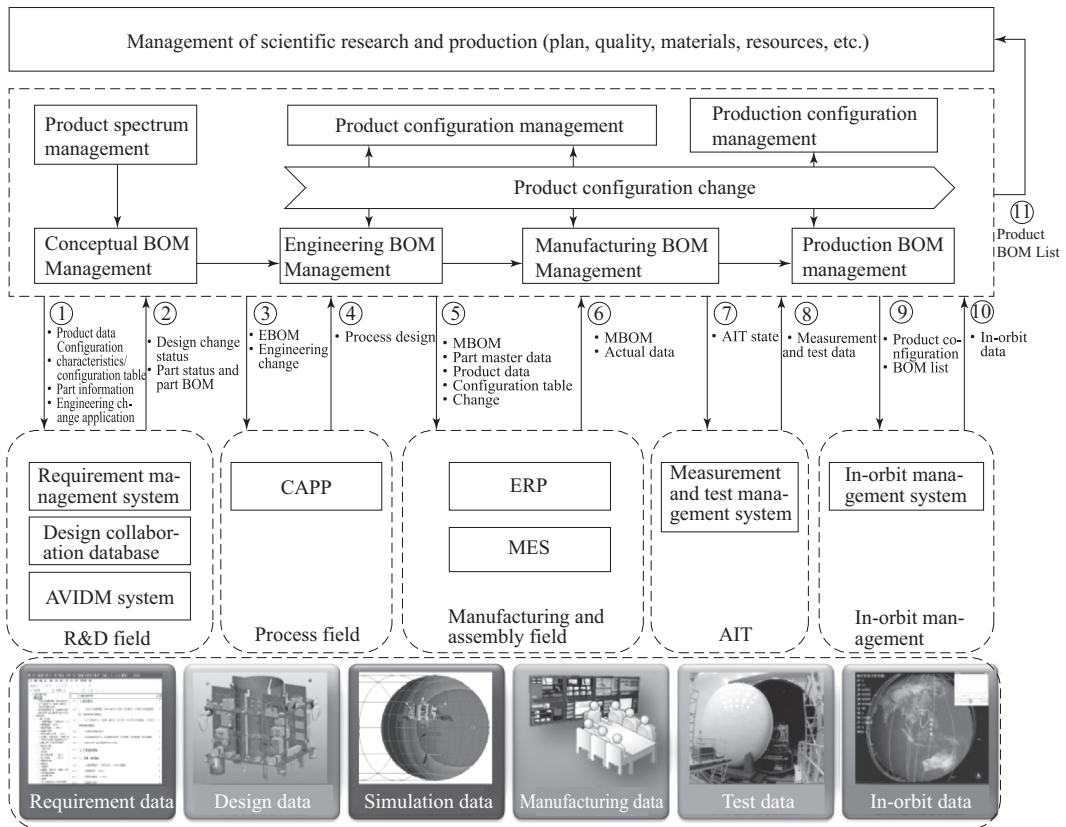 Management of scientific research and production (plan, quality, materials, resources, etc.)
Product spectrum
management
Product configuration management
Production configuration
management
Product configuration change
Conceptual BOM
Management
Engineering BOM
Management
Manufacturing BOM
Management
Production BOM
management
⑪
Product
BOM List
①
• Product data
Configuration
• characteristics/
configuration table
• Part information
• Engineering ch-
ange application
②
• Design change
status
• Part status and
part BOM
③
• EBOM
• Engineering
change
④
• Process design
⑤
• MBOM
• Part master data
• Product data
• Configuration table
• Change
⑥
• MBOM
• Actual data
⑦
• AIT state
⑧
• Measurement
and test data
⑨
• Product co-
nfiguration
• BOM list
⑩
• In-orbit
data
Requirement ma-
nagement system
Design collabor-
ation database
AVIDM system
R&D field
CAPP
Process field
ERP
MES
Manufacturing and
assembly field
Measurement
and test mana-
gement system
AIT
In-orbit ma-
nagement system
In-orbit man-
agement
Requirement data
Design data
Simulation data
Manufacturing data
Test data
In-orbit data